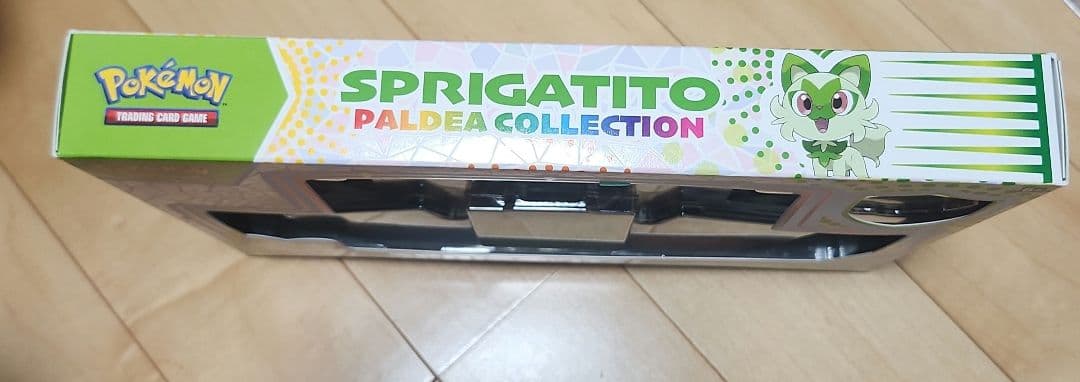 POKéMON
TRADING CARD GAME
SPRIGATITO
PALDEA COLLECTION